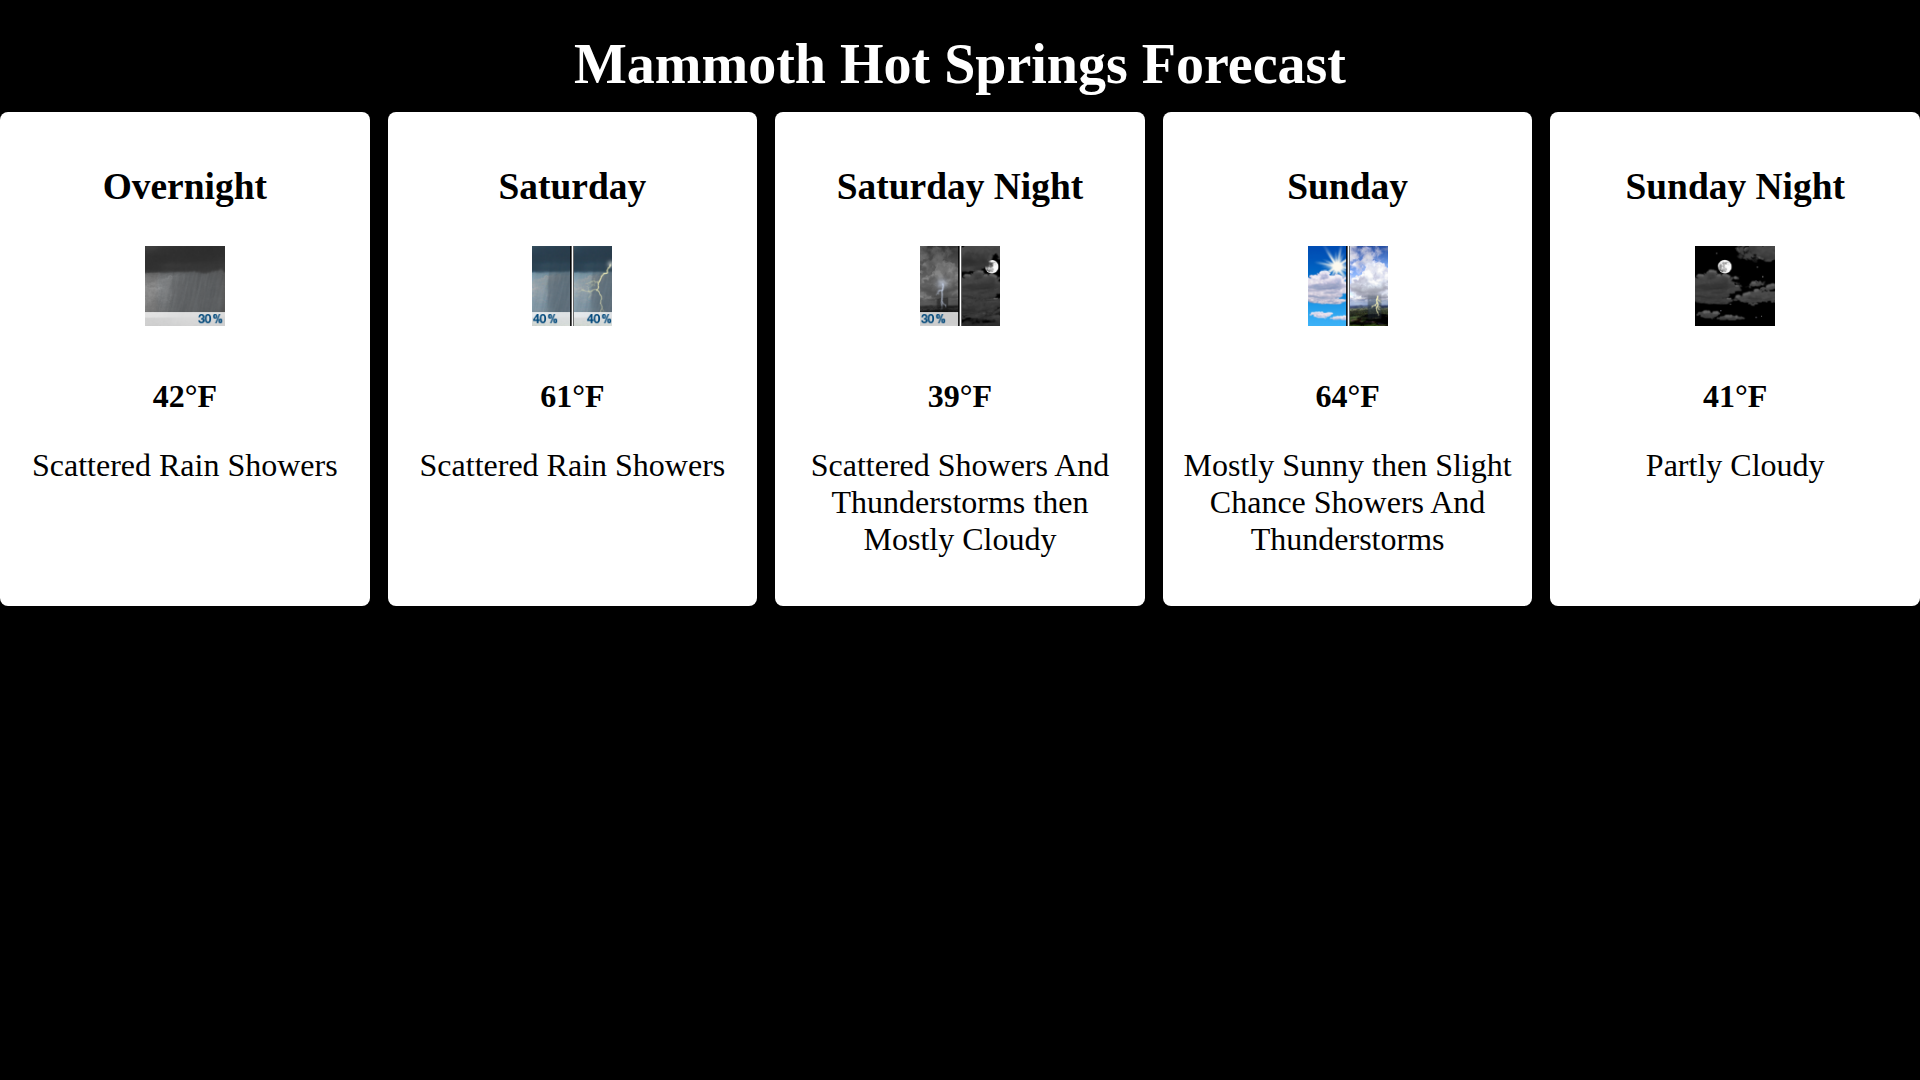 Mammoth Hot Springs Forecast
Overnight
30%
42°F
Scattered Rain Showers
Saturday
40% 40%
61°F
Scattered Rain Showers
Saturday Night
30%
39°F
Scattered Showers And
Thunderstorms then
Mostly Cloudy
Sunday
64°F
Mostly Sunny then Slight
Chance Showers And
Thunderstorms
Sunday Night
41°F
Partly Cloudy